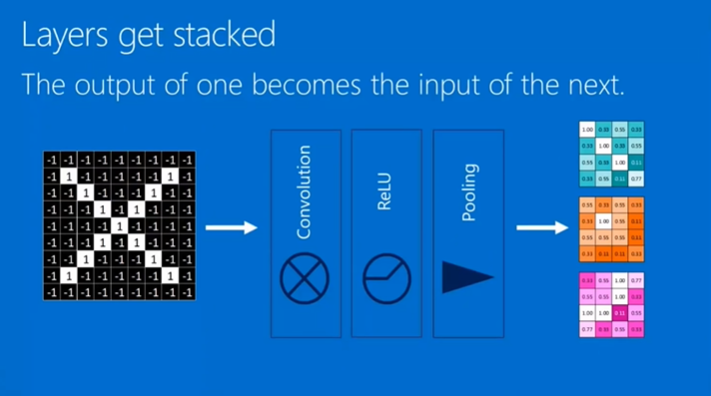 Layers get stacked
The output of one becomes the input of the next.
-1 -1 -1 -1 -1 -1 -1 -1 -1
-1 1 -1 -1 -1 -1 -1 1 -1
-1 -1 1 -1 -1 -1 1 -1 -1
-1 -1 -1 1 -1 1 -1 -1 -1
-1 -1 -1 -1 1 -1 -1 -1 -1
-1 -1 -1 1 -1 1 -1 -1 -1
-1 -1 1 -1 -1 -1 1 -1 -1
-1 1 -1 -1 -1 -1 -1 1 -1
-1 -1 -1 -1 -1 -1 -1 -1 -1
Convolution
ReLU
Pooling
1.00 0.33 0.55 0.33
0.33 1.00 0.33 0.55
0.55 0.33 1.00 0.11
0.33 0.55 0.11 0.77
0.55 0.33 0.55 0.33
0.33 1.00 0.55 0.11
0.55 0.55 0.55 0.11
0.33 0.11 0.11 0.33
0.33 0.55 1.00 0.77
0.55 0.55 1.00 0.33
1.00 1.00 0.11 0.55
0.77 0.33 0.55 0.33